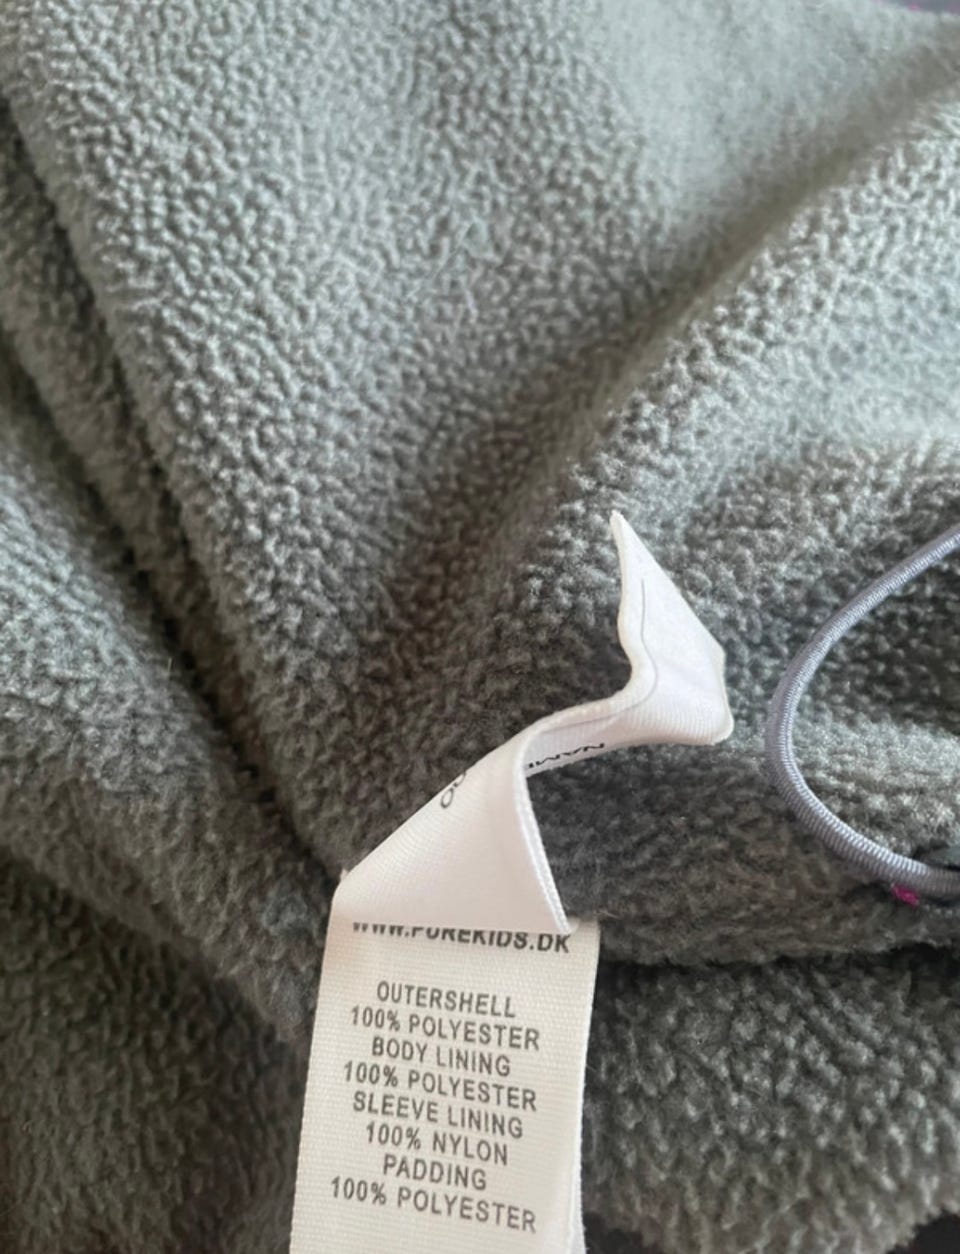 WWW.PUREKIDS.DK
OUTERSHELL
100% POLYESTER
BODY LINING
100% POLYESTER
SLEEVE LINING
100% NYLON
PADDING
100% POLYESTER